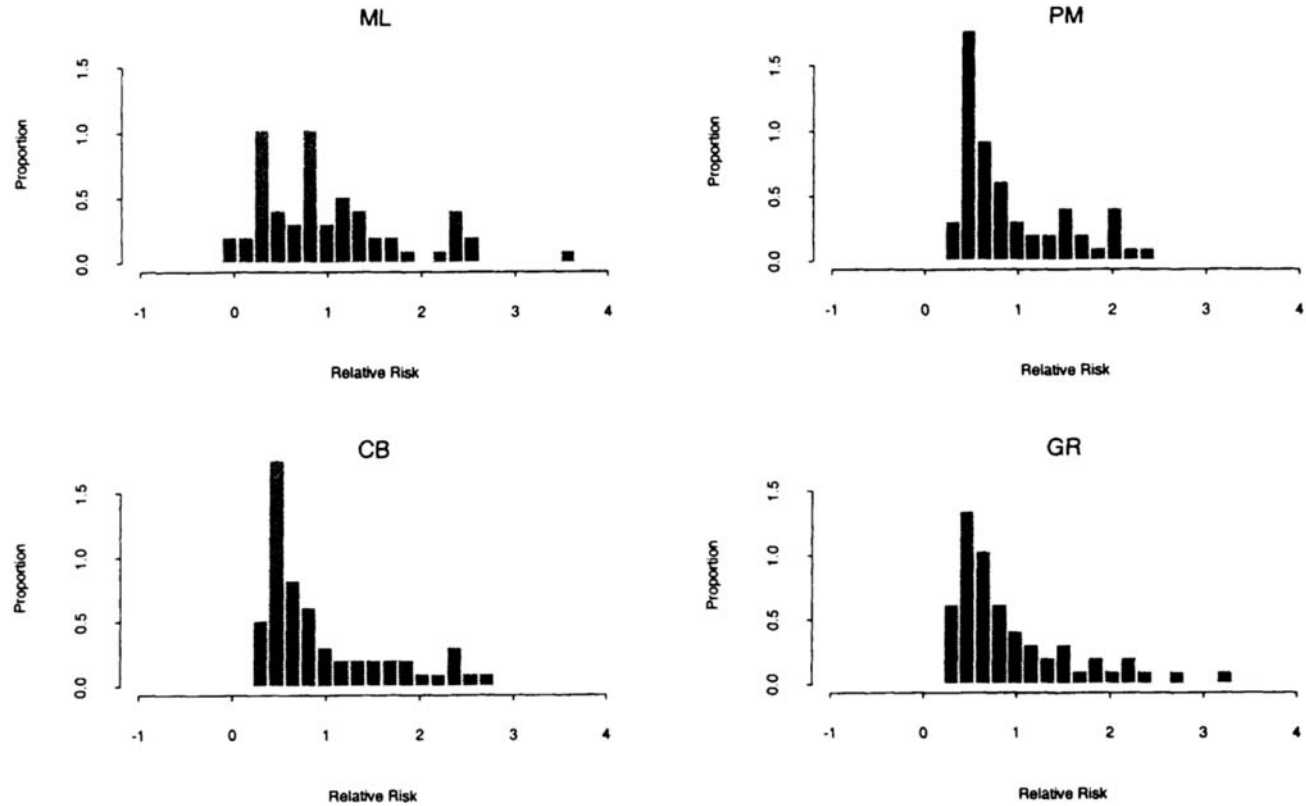 ML
Proportion
0.0 0.5 1.0 1.5
-1 0 1 2 3 4
Relative Risk
PM
Proportion
0.0 0.5 1.0 1.5
-1 0 1 2 3 4
Relative Risk
CB
Proportion
0.0 0.5 1.0 1.5
-1 0 1 2 3 4
Relative Risk
GR
Proportion
0.0 0.5 1.0 1.5
-1 0 1 2 3 4
Relative Risk